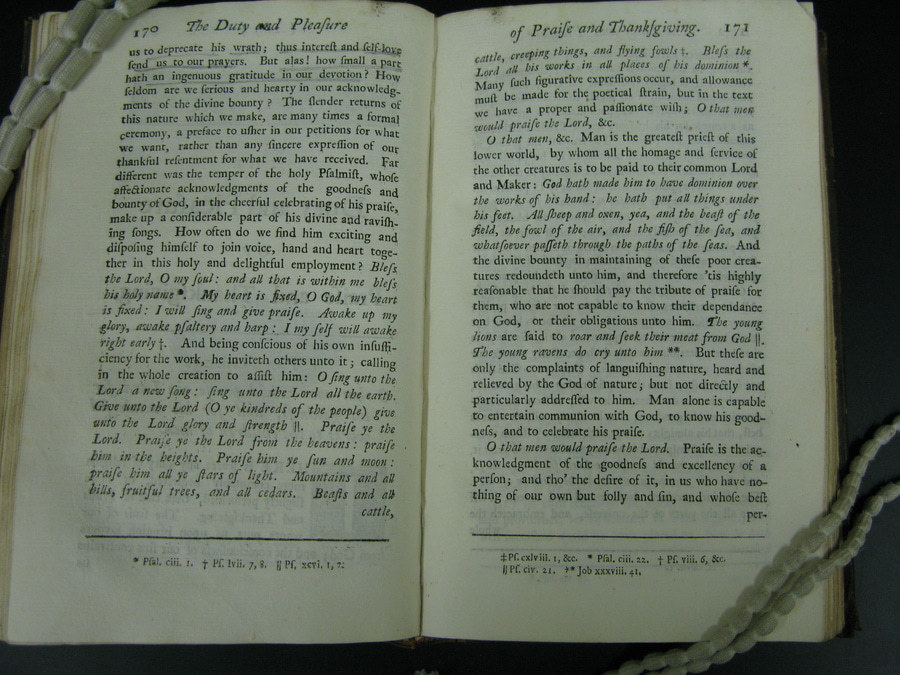 170 The Duty and Pleaſure
us to deprecate his wrath; thus intereſt and ſelf-love
ſend us to our prayers. But alas! how ſmall a part
hath an ingenuous gratitude in our devotion? How
ſeldom are we ſerious and hearty in our acknowledg-
ments of the divine bounty? The ſlender returns of
this nature which we make, are many times a formal
ceremony, a preface to uſher in our petitions for what
we want, rather than any ſincere expreſſion of our
thankful reſentment for what we have received. Far
different was the temper of the holy Pſalmiſt, whoſe
affectionate acknowledgments of the goodneſs and
bounty of God, in the cheerful celebrating of his praiſe,
make up a conſiderable part of his divine and raviſh-
ing ſongs. How often do we find him exciting and
diſpoſing himſelf to join voice, hand and heart toge-
ther in this holy and delightful employment? Bleſs
the Lord, O my ſoul: and all that is within me bleſs
his holy name *. My heart is fixed, O God, my heart
is fixed: I will ſing and give praiſe. Awake up my
glory, awake pſaltery and harp: I my ſelf will awake
right early †. And being conſcious of his own inſuffi-
ciency for the work, he inviteth others unto it; calling
in the whole creation to aſſiſt him: O ſing unto the
Lord a new ſong: ſing unto the Lord all the earth.
Give unto the Lord (O ye kindreds of the people) give
unto the Lord glory and ſtrength ||. Praiſe ye the
Lord. Praiſe ye the Lord from the heavens: praiſe
him in the heights. Praiſe him ye ſun and moon:
praiſe him all ye ſtars of light. Mountains and all
hills, fruitful trees, and all cedars. Beaſts and all
cattle,
* Pſal. ciii. 1. † Pſ. lvii. 7, 8. || Pſ. xcvi. 1, 7.
of Praiſe and Thankſgiving. 171
cattle, creeping things, and flying fowls ‡. Bleſs the
Lord all his works in all places of his dominion *.
Many ſuch figurative expreſſions occur, and allowance
muſt be made for the poetical ſtrain, but in the text
we have a proper and paſſionate wiſh; O that men
would praiſe the Lord, &c.
O that men, &c. Man is the greateſt prieſt of this
lower world, by whom all the homage and ſervice of
the other creatures is to be paid to their common Lord
and Maker: God hath made him to have dominion over
the works of his hand: he hath put all things under
his feet. All ſheep and oxen, yea, and the beaſt of the
field, the fowl of the air, and the fiſh of the ſea, and
whatſoever paſſeth through the paths of the ſeas. And
the divine bounty in maintaining of theſe poor crea-
tures redoundeth unto him, and therefore 'tis highly
reaſonable that he ſhould pay the tribute of praiſe for
them, who are not capable to know their dependance
on God, or their obligations unto him. The young
lions are ſaid to roar and ſeek their meat from God ||.
The young ravens do cry unto him **. But theſe are
only the complaints of languiſhing nature, heard and
relieved by the God of nature; but not directly and
particularly addreſſed to him. Man alone is capable
to entertain communion with God, to know his good-
neſs, and to celebrate his praiſe.
O that men would praiſe the Lord. Praiſe is the ac-
knowledgment of the goodneſs and excellency of a
perſon; and tho' the deſire of it, in us who have no-
thing of our own but folly and ſin, and whoſe beſt
per-
‡ Pſ. cxlviii. 1, &c. * Pſal. ciii. 22. † Pſ. viii. 6, &c.
|| Pſ. civ. 21. ** Job xxxviii. 41.